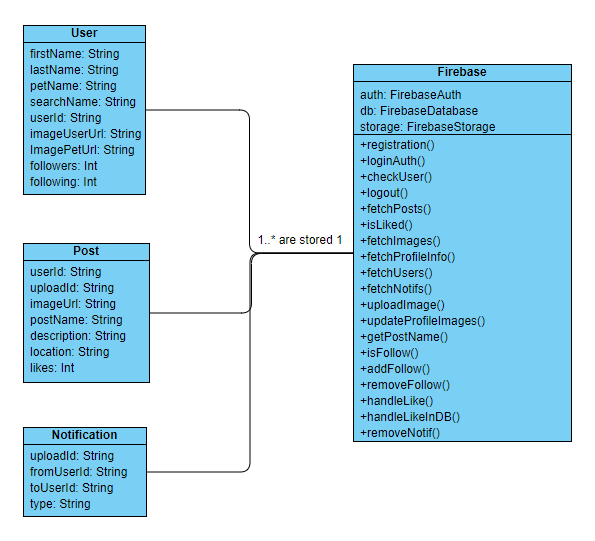 User
firstName: String
lastName: String
petName: String
searchName: String
userId: String
imageUserUrl: String
ImagePetUrl: String
followers: Int
following: Int
Post
userId: String
uploadId: String
imageUrl: String
postName: String
description: String
location: String
likes: Int
Notification
uploadId: String
fromUserId: String
toUserId: String
type: String
1..* are stored 1
Firebase
auth: FirebaseAuth
db: FirebaseDatabase
storage: FirebaseStorage
+registration()
+loginAuth()
+checkUser()
+logout()
+fetchPosts()
+isLiked()
+fetchImages()
+fetchProfileInfo()
+fetchUsers()
+fetchNotifs()
+uploadImage()
+updateProfileImages()
+getPostName()
+isFollow()
+addFollow()
+removeFollow()
+handleLike()
+handleLikeInDB()
+removeNotif()